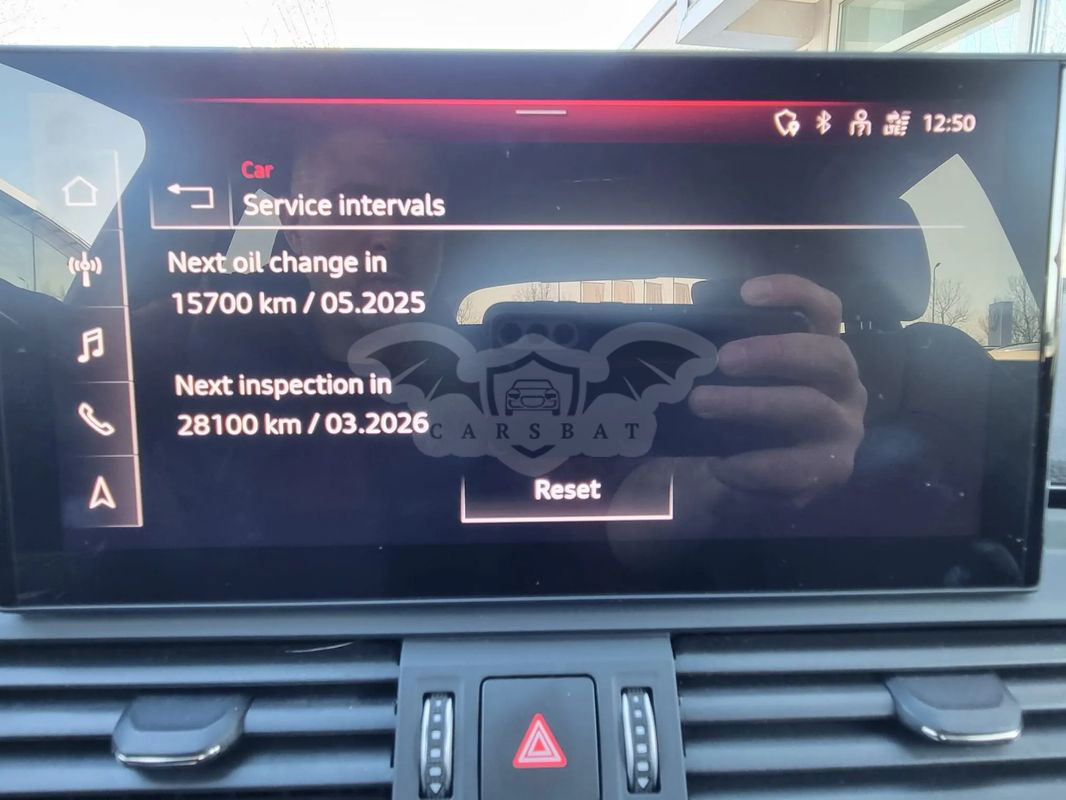 12:50
Car
Service intervals
Next oil change in
15700 km / 05.2025
Next inspection in
28100 km / 03.2026
CARSBAT
Reset